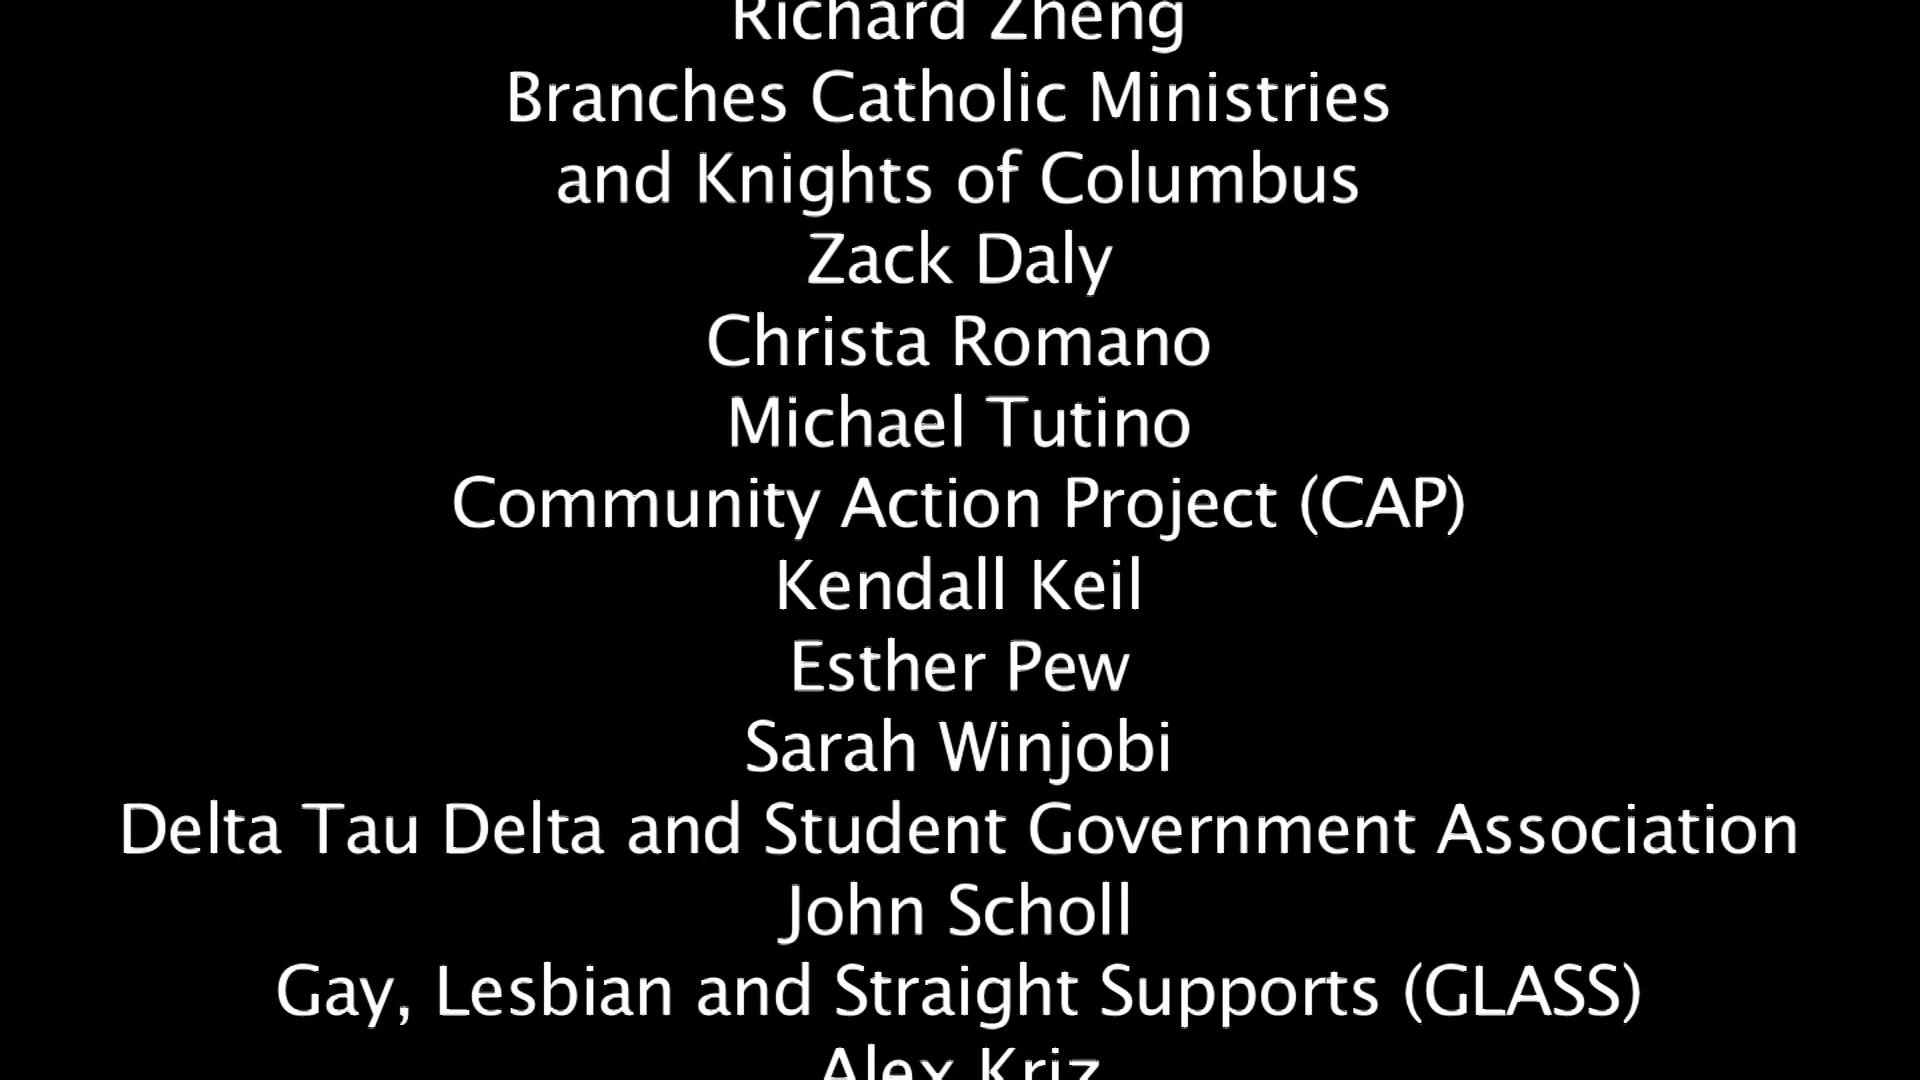 Richard Zheng
Branches Catholic Ministries
and Knights of Columbus
Zack Daly
Christa Romano
Michael Tutino
Community Action Project (CAP)
Kendall Keil
Esther Pew
Sarah Winjobi
Delta Tau Delta and Student Government Association
John Scholl
Gay, Lesbian and Straight Supports (GLASS)
Alex Kriz